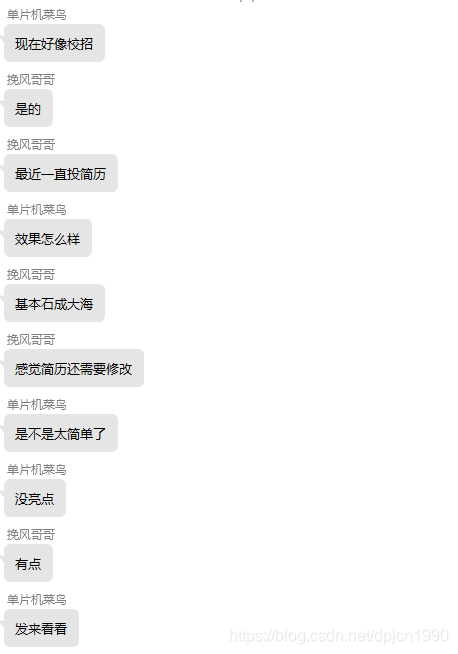 单片机菜鸟
现在好像校招
挽风哥哥
是的
挽风哥哥
最近一直投简历
单片机菜鸟
效果怎么样
挽风哥哥
基本石成大海
挽风哥哥
感觉简历还需要修改
单片机菜鸟
是不是太简单了
单片机菜鸟
没亮点
挽风哥哥
有点
单片机菜鸟
发来看看
https://blog.csdn.net/dpjcn1990